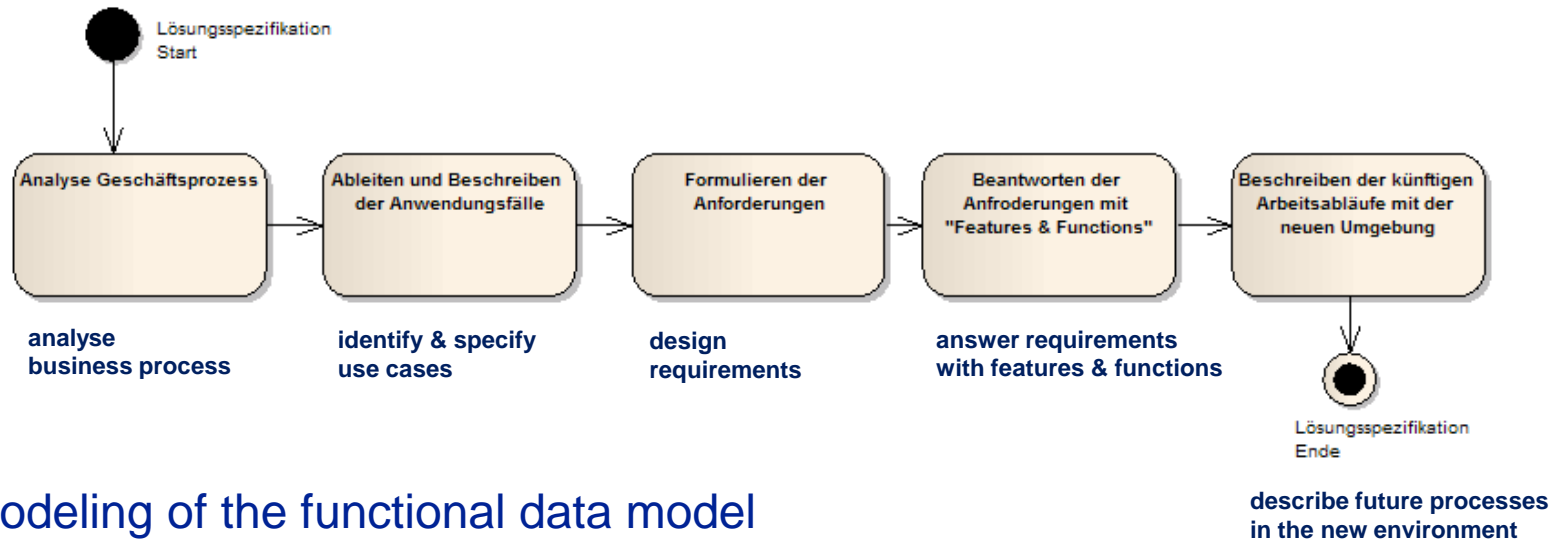 Lösungsspezifikation
Start
Analyse Geschäftsprozess
Ableiten und Beschreiben
der Anwendungsfälle
Formulieren der
Anforderungen
Beantworten der
Anfroderungen mit
"Features & Functions"
Beschreiben der künftigen
Arbeitsabläufe mit der
neuen Umgebung
analyse
business process
identify & specify
use cases
design
requirements
answer requirements
with features & functions
Lösungsspezifikation
Ende
describe future processes
in the new environment
odeling of the functional data model